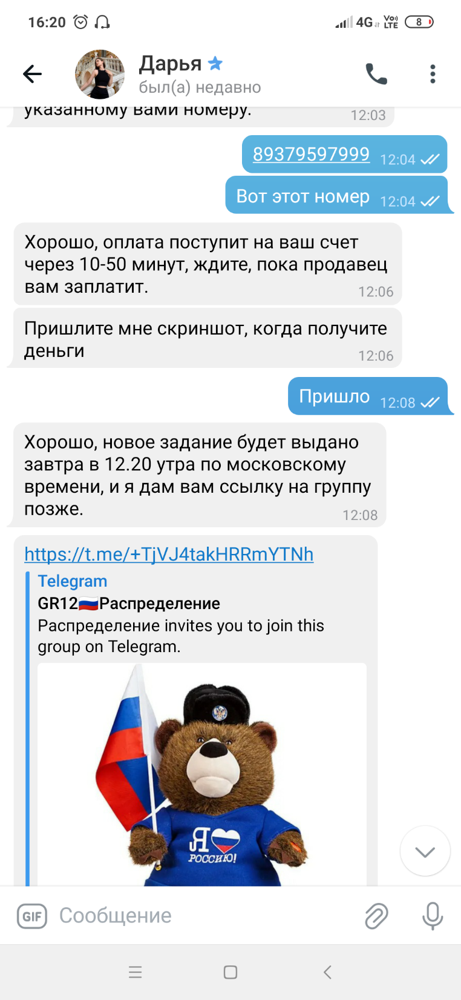 16:20
4G
Vo))
LTE
8
Дарья
был(а) недавно
указанному вами номеру.
12:03
89379597999 12:04
Вот этот номер 12:04
Хорошо, оплата поступит на ваш счет
через 10-50 минут, ждите, пока продавец
вам заплатит.
12:06
Пришлите мне скриншот, когда получите
деньги
12:06
Пришло 12:08
Хорошо, новое задание будет выдано
завтра в 12.20 утра по московскому
времени, и я дам вам ссылку на группу
позже.
12:08
https://t.me/+TjVJ4takHRRmYTNh
Telegram
GR12🇷🇺Распределение
Распределение invites you to join this
group on Telegram.
Я
РОССИЮ!
GIF
Сообщение